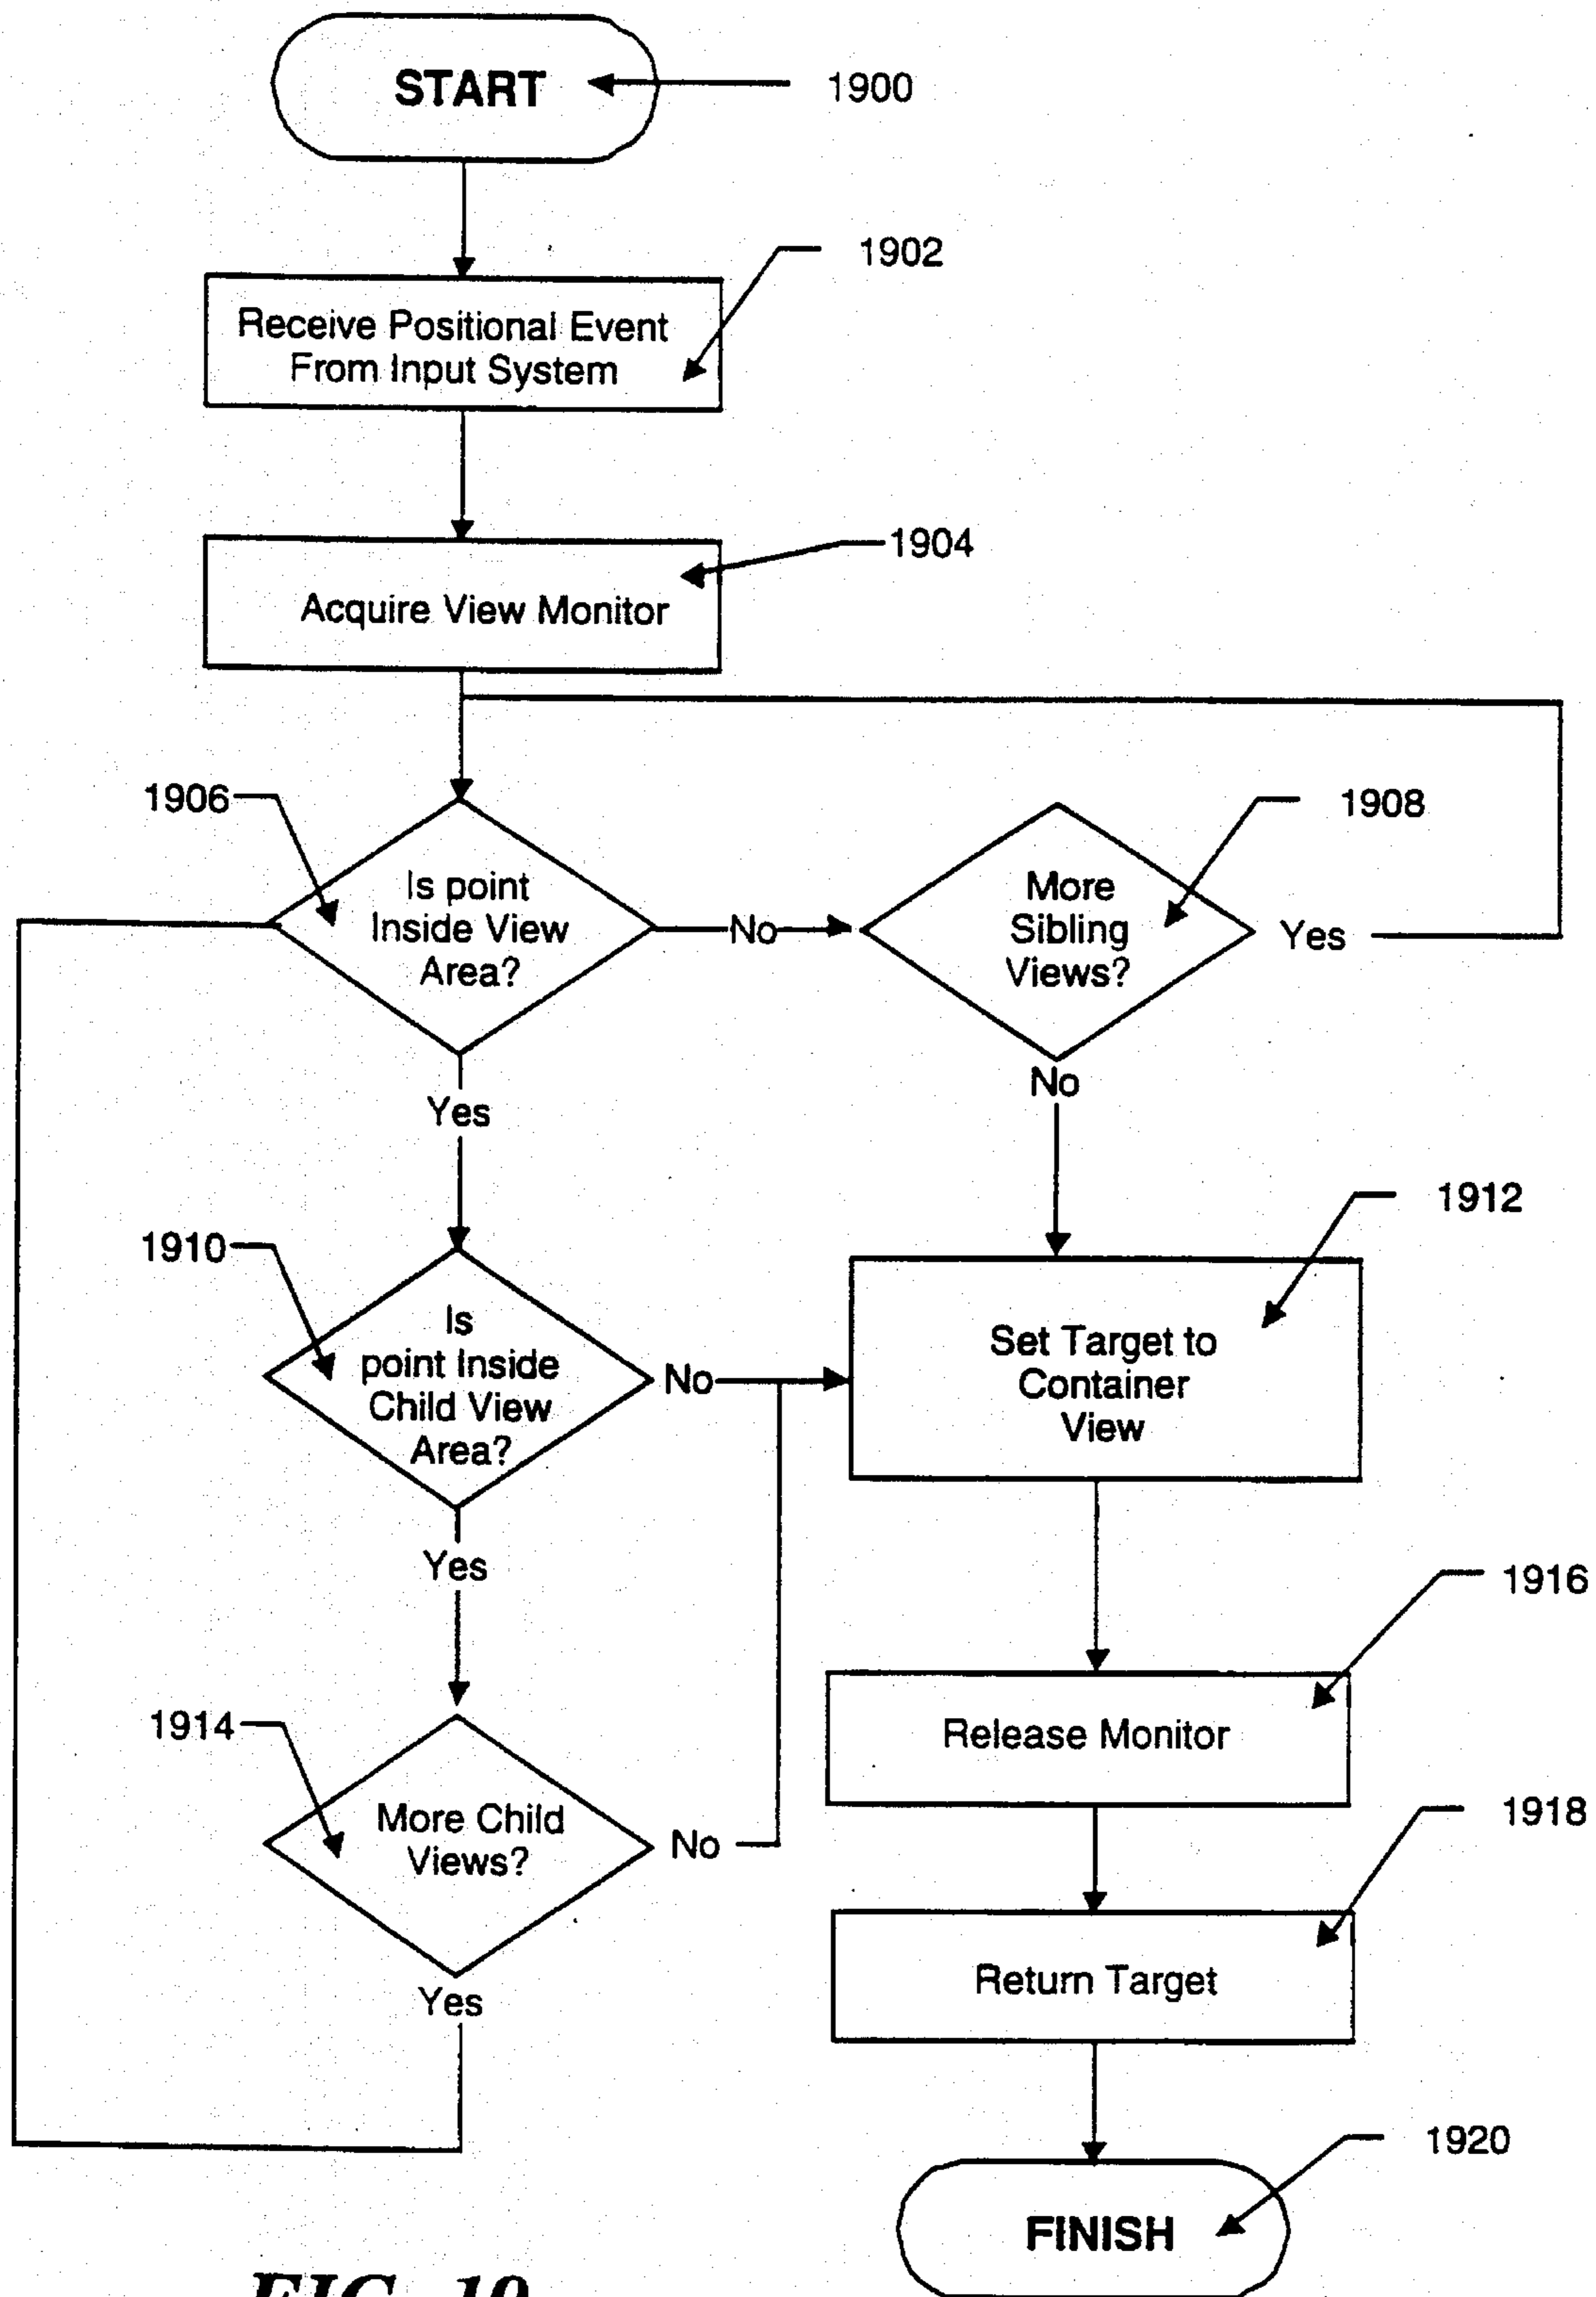 START
1900
1902
Receive Positional Event
From Input System
1904
Acquire View Monitor
1906
Is point
Inside View
Area?
No
1908
More
Sibling
Views?
Yes
Yes
No
1910
Is
point Inside
Child View
Area?
No
1912
Set Target to
Container
View
Yes
1916
Release Monitor
1914
More Child
Views?
No
1918
Return Target
Yes
1920
FINISH
FIG. 19